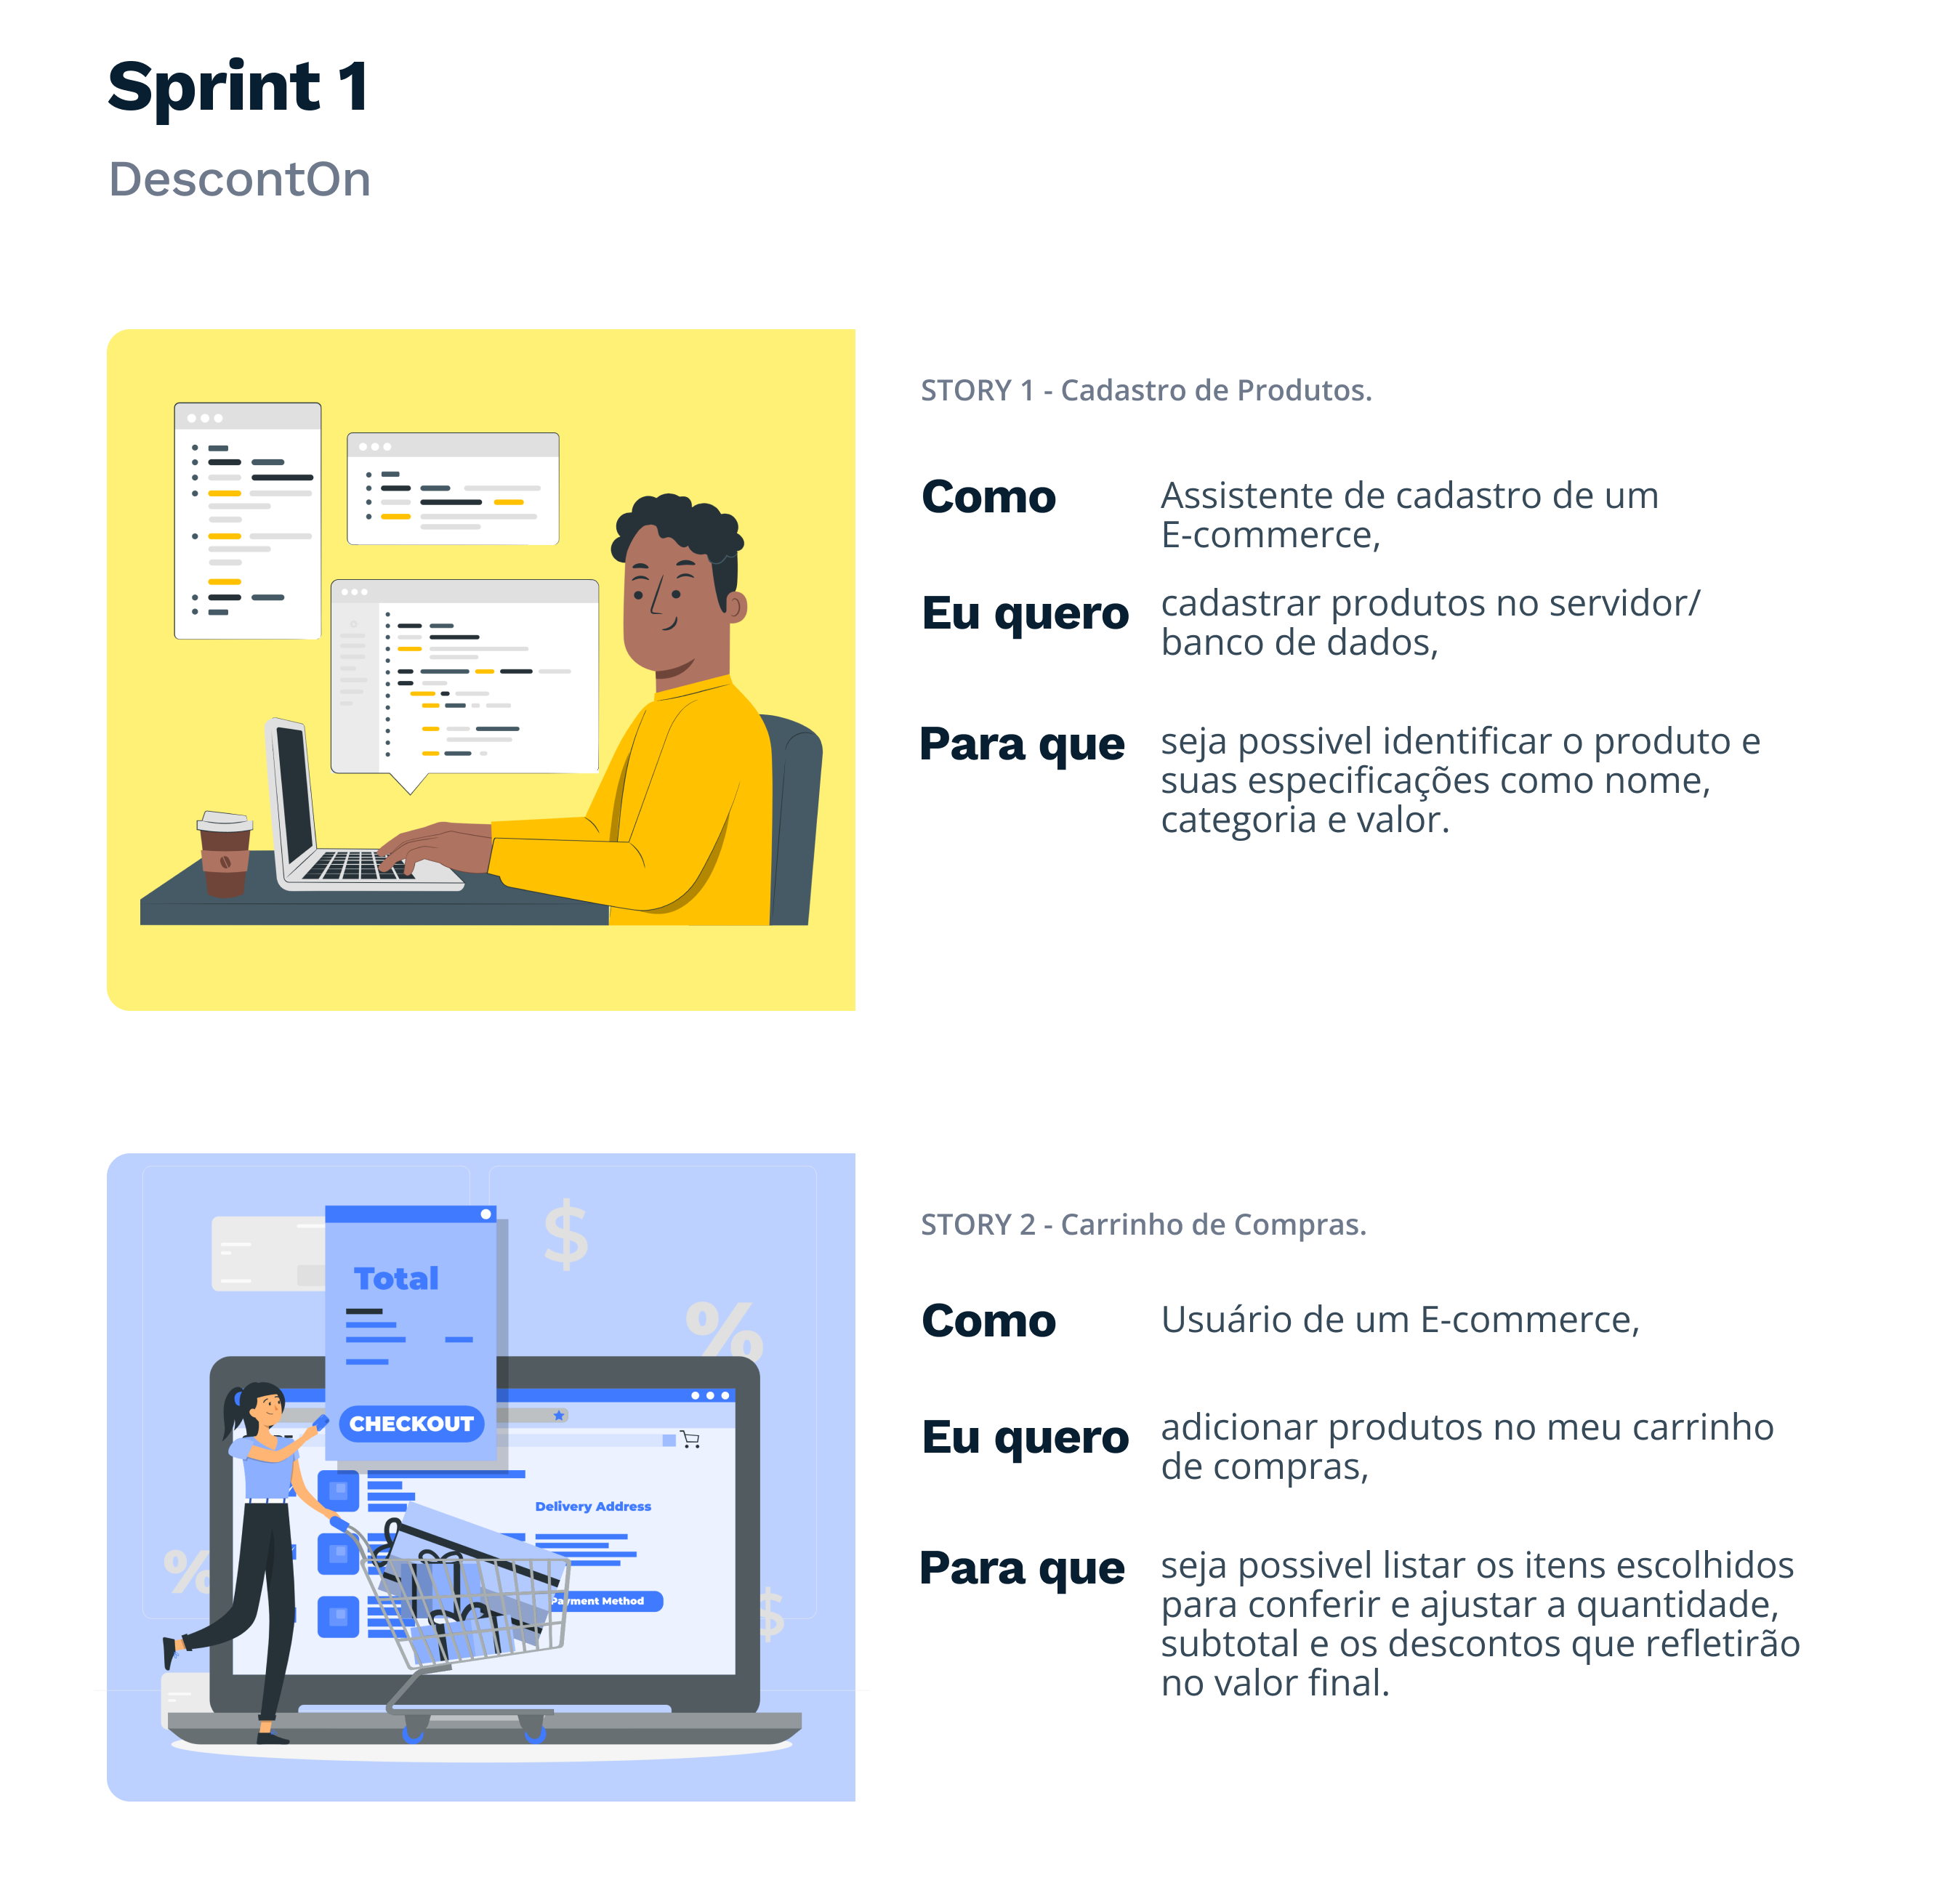 Sprint 1
DescontOn
STORY 1 - Cadastro de Produtos.
Como
Assistente de cadastro de um
E-commerce,
Eu quero
cadastrar produtos no servidor/
banco de dados,
Para que
seja possivel identificar o produto e
suas especificações como nome,
categoria e valor.
$
%
Total
CHECKOUT
Delivery Address
Payment Method
%
$
STORY 2 - Carrinho de Compras.
Como
Usuário de um E-commerce,
Eu quero
adicionar produtos no meu carrinho
de compras,
Para que
seja possivel listar os itens escolhidos
para conferir e ajustar a quantidade,
subtotal e os descontos que refletirão
no valor final.